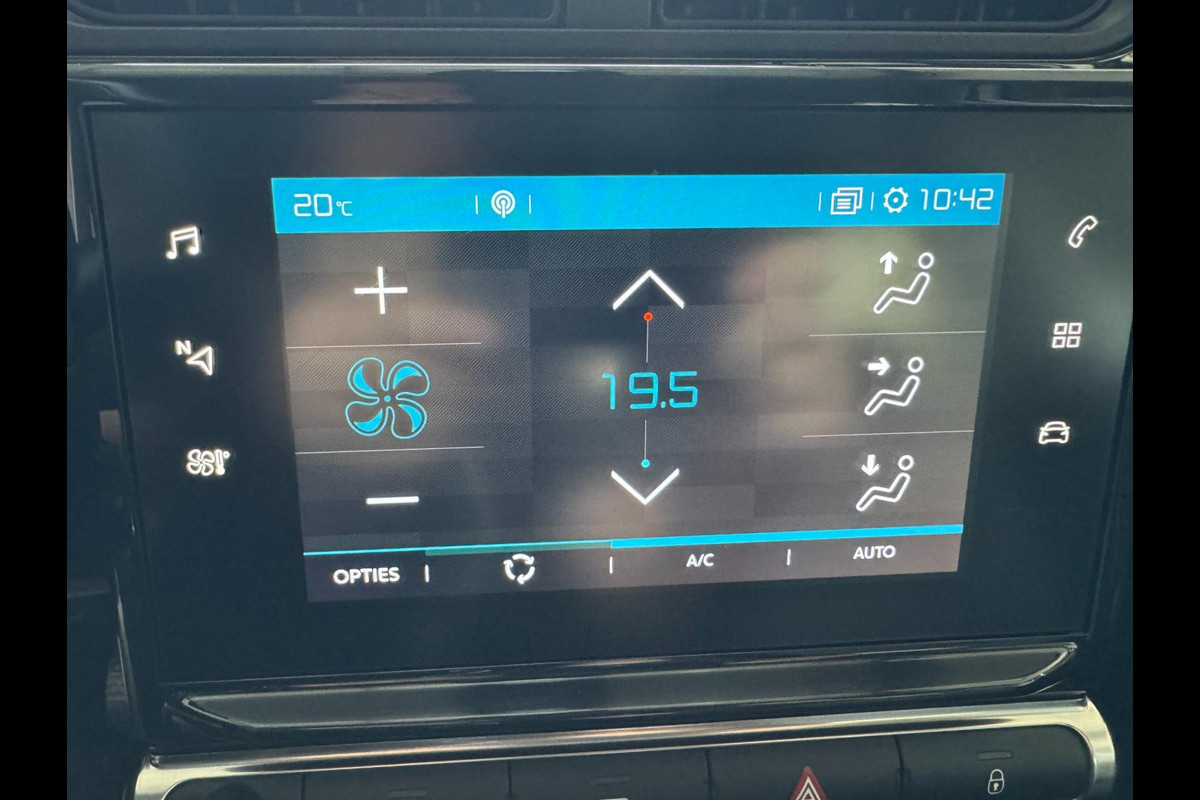 20°C
10:42
N
19.5
OPTIES
A/C
AUTO